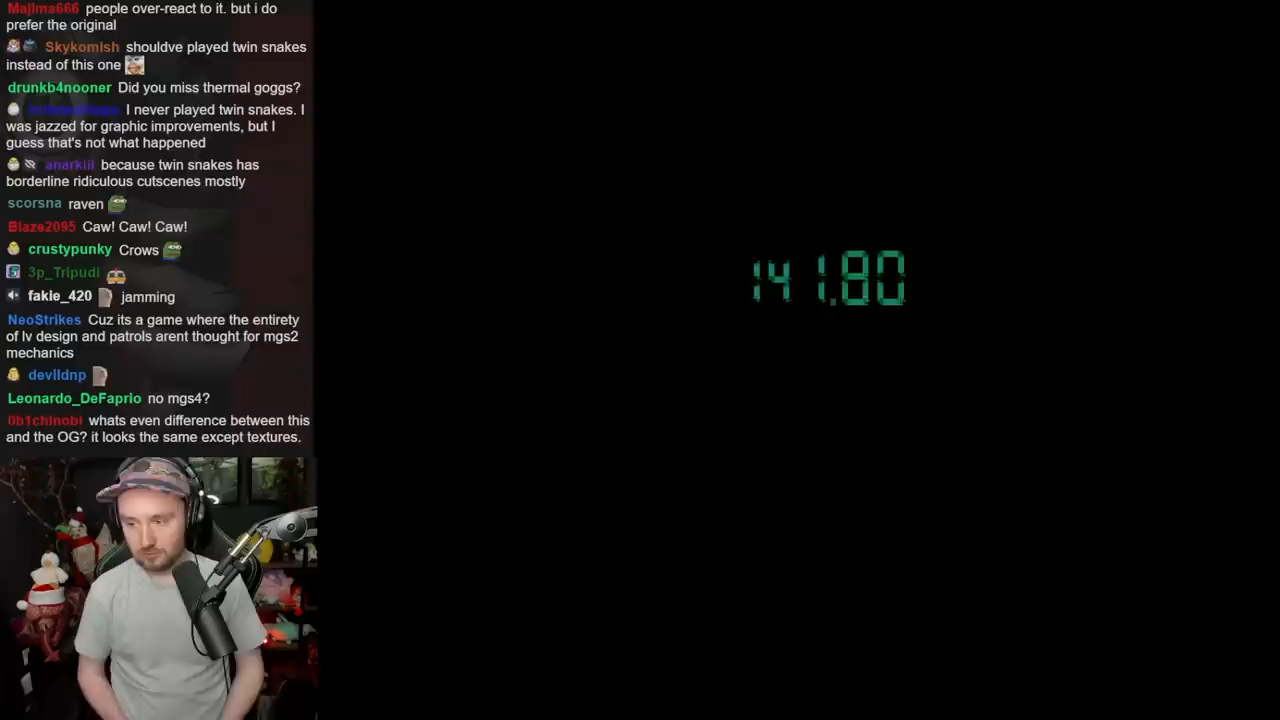 Majima666 people over-react to it. but i do
prefer the original
Skykomish shouldve played twin snakes
instead of this one
drunkb4nooner Did you miss thermal goggs?
I never played twin snakes. I
was jazzed for graphic improvements, but I
guess that's not what happened
anarkiii because twin snakes has
borderline ridiculous cutscenes mostly
scorsna raven
Blaze2095 Caw! Caw! Caw!
crustypunky Crows
3p_Tripudi
fakie_420 jamming
NeoStrikes Cuz its a game where the entirety
of lv design and patrols arent thought for mgs2
mechanics
devildnp
Leonardo_DeFaprio no mgs4?
0b1chinobi whats even difference between this
and the OG? it looks the same except textures.
141.80